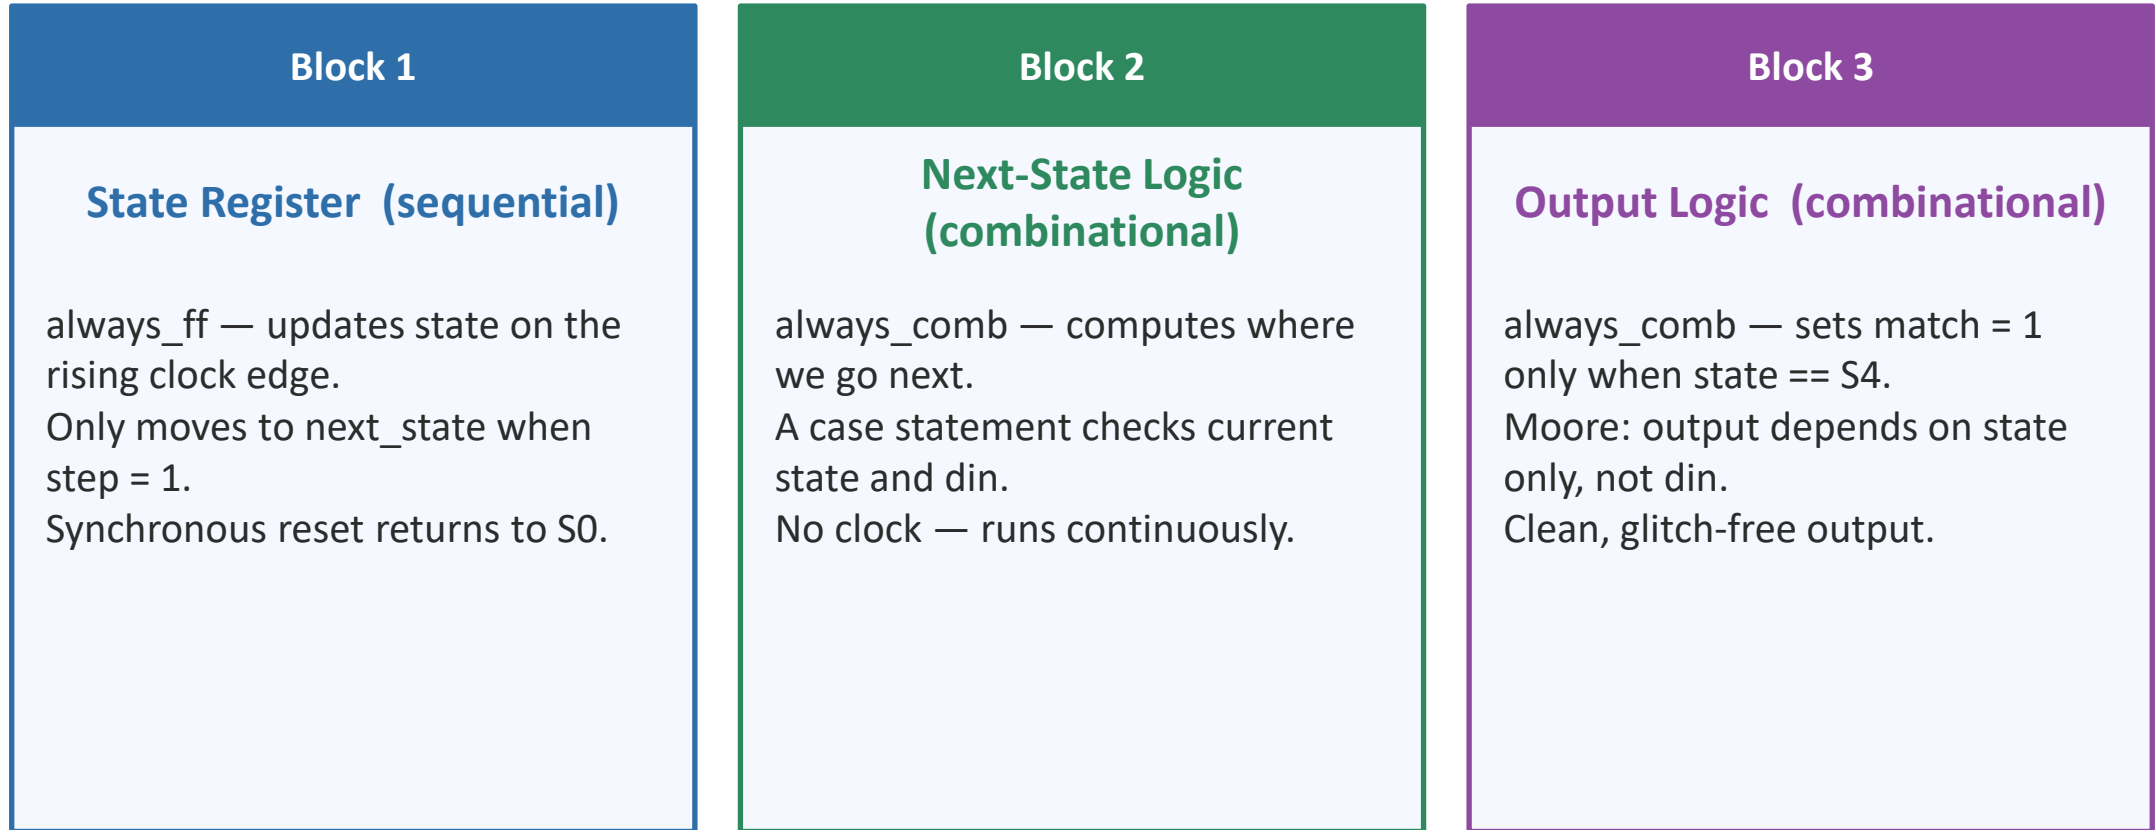 Block 1
State Register (sequential)
always_ff — updates state on the
rising clock edge.
Only moves to next_state when
step = 1.
Synchronous reset returns to S0.
Block 2
Next-State Logic
(combinational)
always_comb — computes where
we go next.
A case statement checks current
state and din.
No clock — runs continuously.
Block 3
Output Logic (combinational)
always_comb — sets match = 1
only when state == S4.
Moore: output depends on state
only, not din.
Clean, glitch-free output.